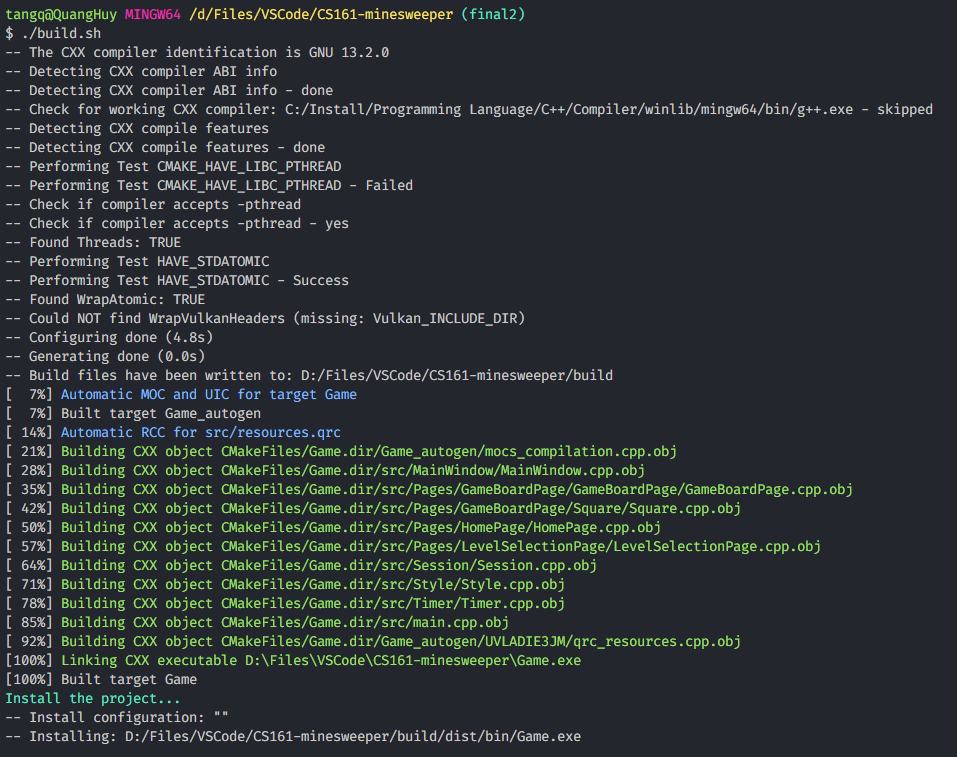 tangq@QuangHuy MINGW64 /d/Files/VSCode/CS161-minesweeper (final2)
$ ./build.sh
-- The CXX compiler identification is GNU 13.2.0
-- Detecting CXX compiler ABI info
-- Detecting CXX compiler ABI info - done
-- Check for working CXX compiler: C:/Install/Programming Language/C++/Compiler/winlib/mingw64/bin/g++.exe - skipped
-- Detecting CXX compile features
-- Detecting CXX compile features - done
-- Performing Test CMAKE_HAVE_LIBC_PTHREAD
-- Performing Test CMAKE_HAVE_LIBC_PTHREAD - Failed
-- Check if compiler accepts -pthread
-- Check if compiler accepts -pthread - yes
-- Found Threads: TRUE
-- Performing Test HAVE_STDATOMIC
-- Performing Test HAVE_STDATOMIC - Success
-- Found WrapAtomic: TRUE
-- Could NOT find WrapVulkanHeaders (missing: Vulkan_INCLUDE_DIR)
-- Configuring done (4.8s)
-- Generating done (0.0s)
-- Build files have been written to: D:/Files/VSCode/CS161-minesweeper/build
[  7%] Automatic MOC and UIC for target Game
[  7%] Built target Game_autogen
[ 14%] Automatic RCC for src/resources.qrc
[ 21%] Building CXX object CMakeFiles/Game.dir/Game_autogen/mocs_compilation.cpp.obj
[ 28%] Building CXX object CMakeFiles/Game.dir/src/MainWindow/MainWindow.cpp.obj
[ 35%] Building CXX object CMakeFiles/Game.dir/src/Pages/GameBoardPage/GameBoardPage/GameBoardPage.cpp.obj
[ 42%] Building CXX object CMakeFiles/Game.dir/src/Pages/GameBoardPage/Square/Square.cpp.obj
[ 50%] Building CXX object CMakeFiles/Game.dir/src/Pages/HomePage/HomePage.cpp.obj
[ 57%] Building CXX object CMakeFiles/Game.dir/src/Pages/LevelSelectionPage/LevelSelectionPage.cpp.obj
[ 64%] Building CXX object CMakeFiles/Game.dir/src/Session/Session.cpp.obj
[ 71%] Building CXX object CMakeFiles/Game.dir/src/Style/Style.cpp.obj
[ 78%] Building CXX object CMakeFiles/Game.dir/src/Timer/Timer.cpp.obj
[ 85%] Building CXX object CMakeFiles/Game.dir/src/main.cpp.obj
[ 92%] Building CXX object CMakeFiles/Game.dir/Game_autogen/UVLADIE3JM/qrc_resources.cpp.obj
[100%] Linking CXX executable D:\Files\VSCode\CS161-minesweeper\Game.exe
[100%] Built target Game
Install the project...
-- Install configuration: ""
-- Installing: D:/Files/VSCode/CS161-minesweeper/build/dist/bin/Game.exe